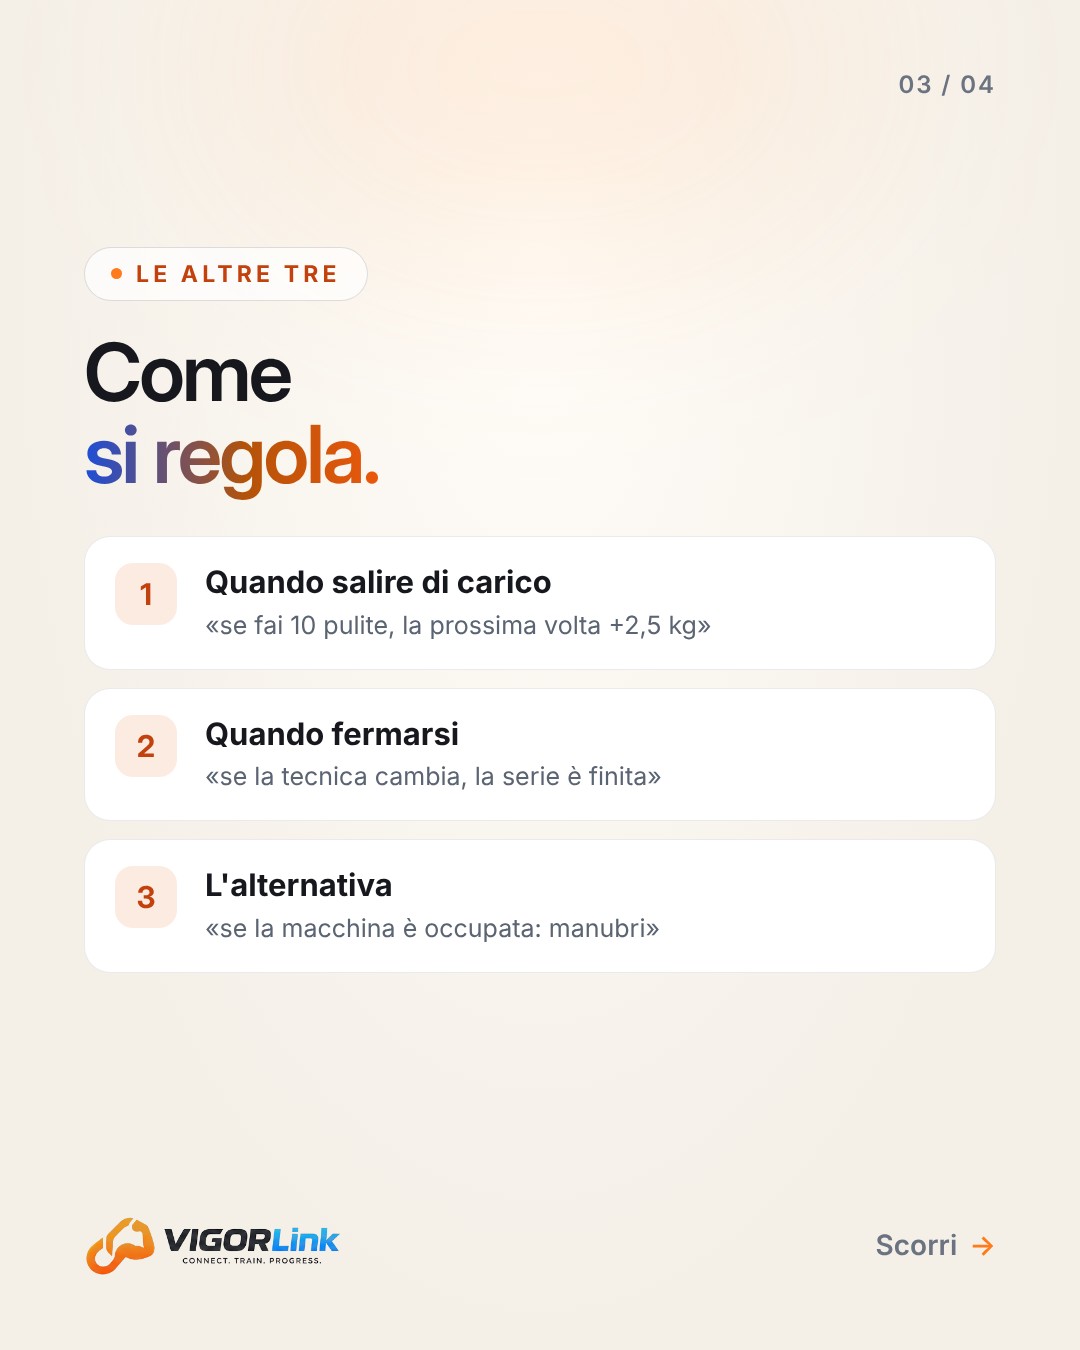 03 / 04
LE ALTRE TRE
Come
si regola.
1
Quando salire di carico
«se fai 10 pulite, la prossima volta +2,5 kg»
2
Quando fermarsi
«se la tecnica cambia, la serie è finita»
3
L'alternativa
«se la macchina è occupata: manubri»
VIGORLink
CONNECT. TRAIN. PROGRESS.
Scorri →